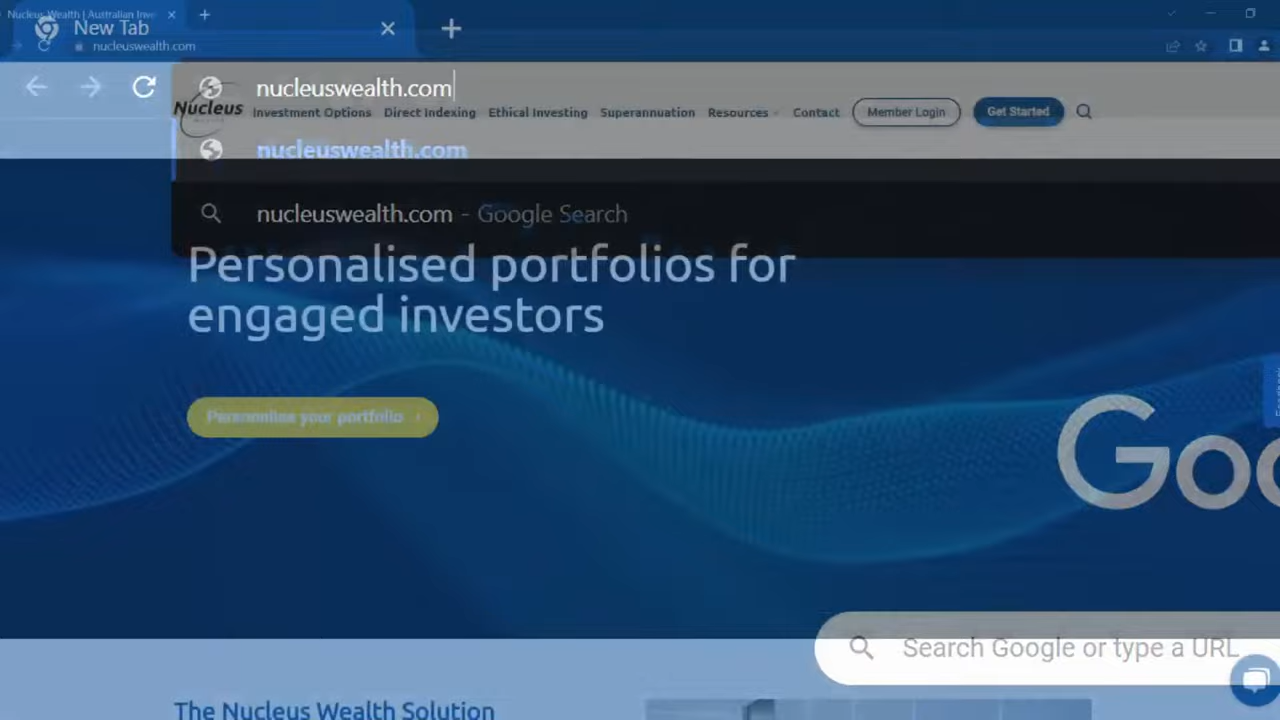 Nucleus Wealth | Australian Inve
New Tab
nucleuswealth.com
nucleuswealth.com
Nucleus
Investment Options Direct Indexing Ethical Investing Superannuation Resources Contact Member Login Get Started
nucleuswealth.com
nucleuswealth.com - Google Search
Personalised portfolios for
engaged investors
Personalise your portfolio
Goo
Search Google or type a URL
The Nucleus Wealth Solution